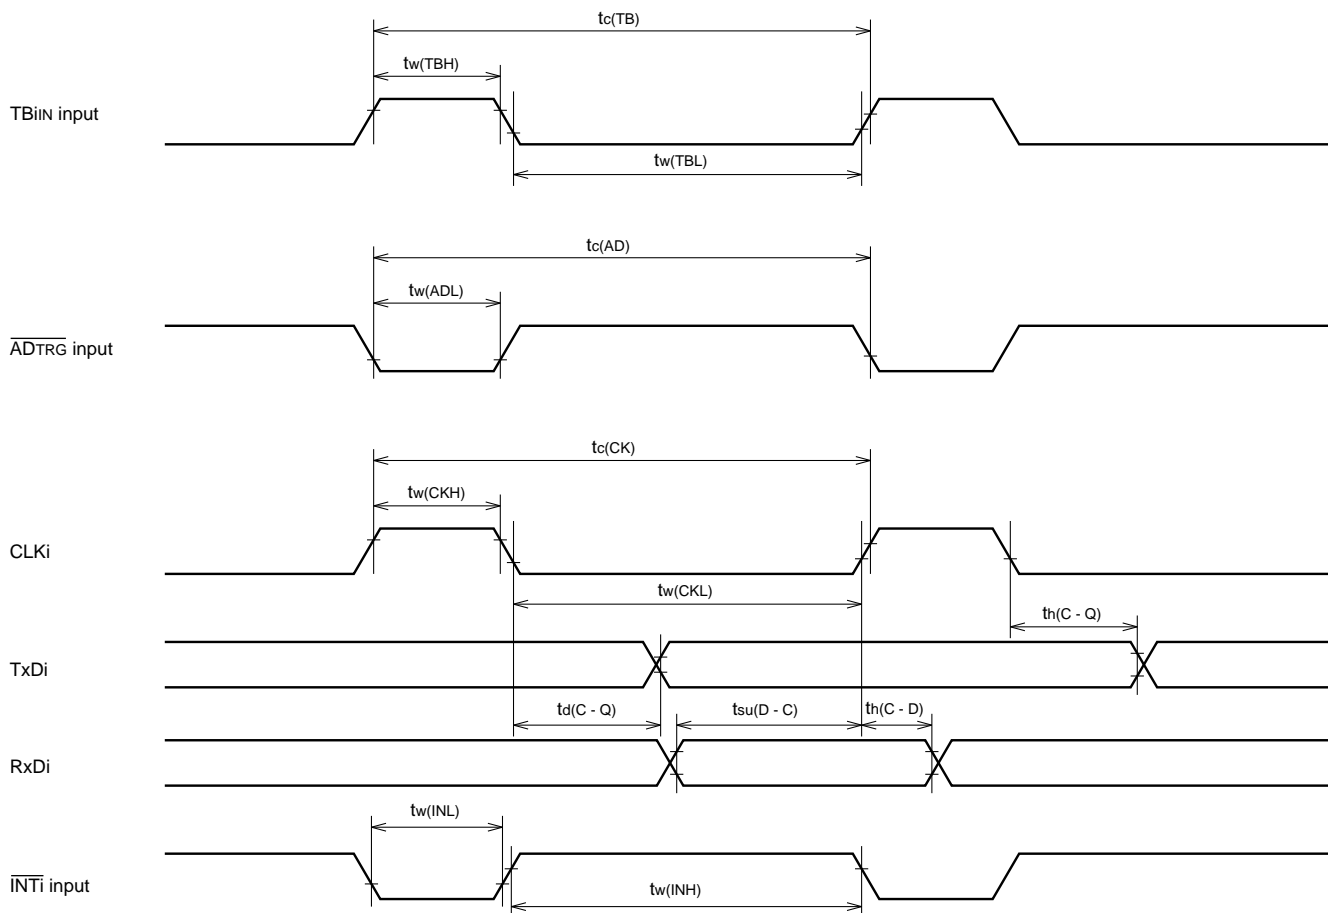 tc(TB)
tw(TBH)
TBiIN input
tw(TBL)
tc(AD)
tw(ADL)
ADTRG input
tc(CK)
tw(CKH)
CLKi
tw(CKL)
th(C - Q)
TxDi
td(C - Q)
tsu(D - C)
th(C - D)
RxDi
tw(INL)
INTi input
tw(INH)